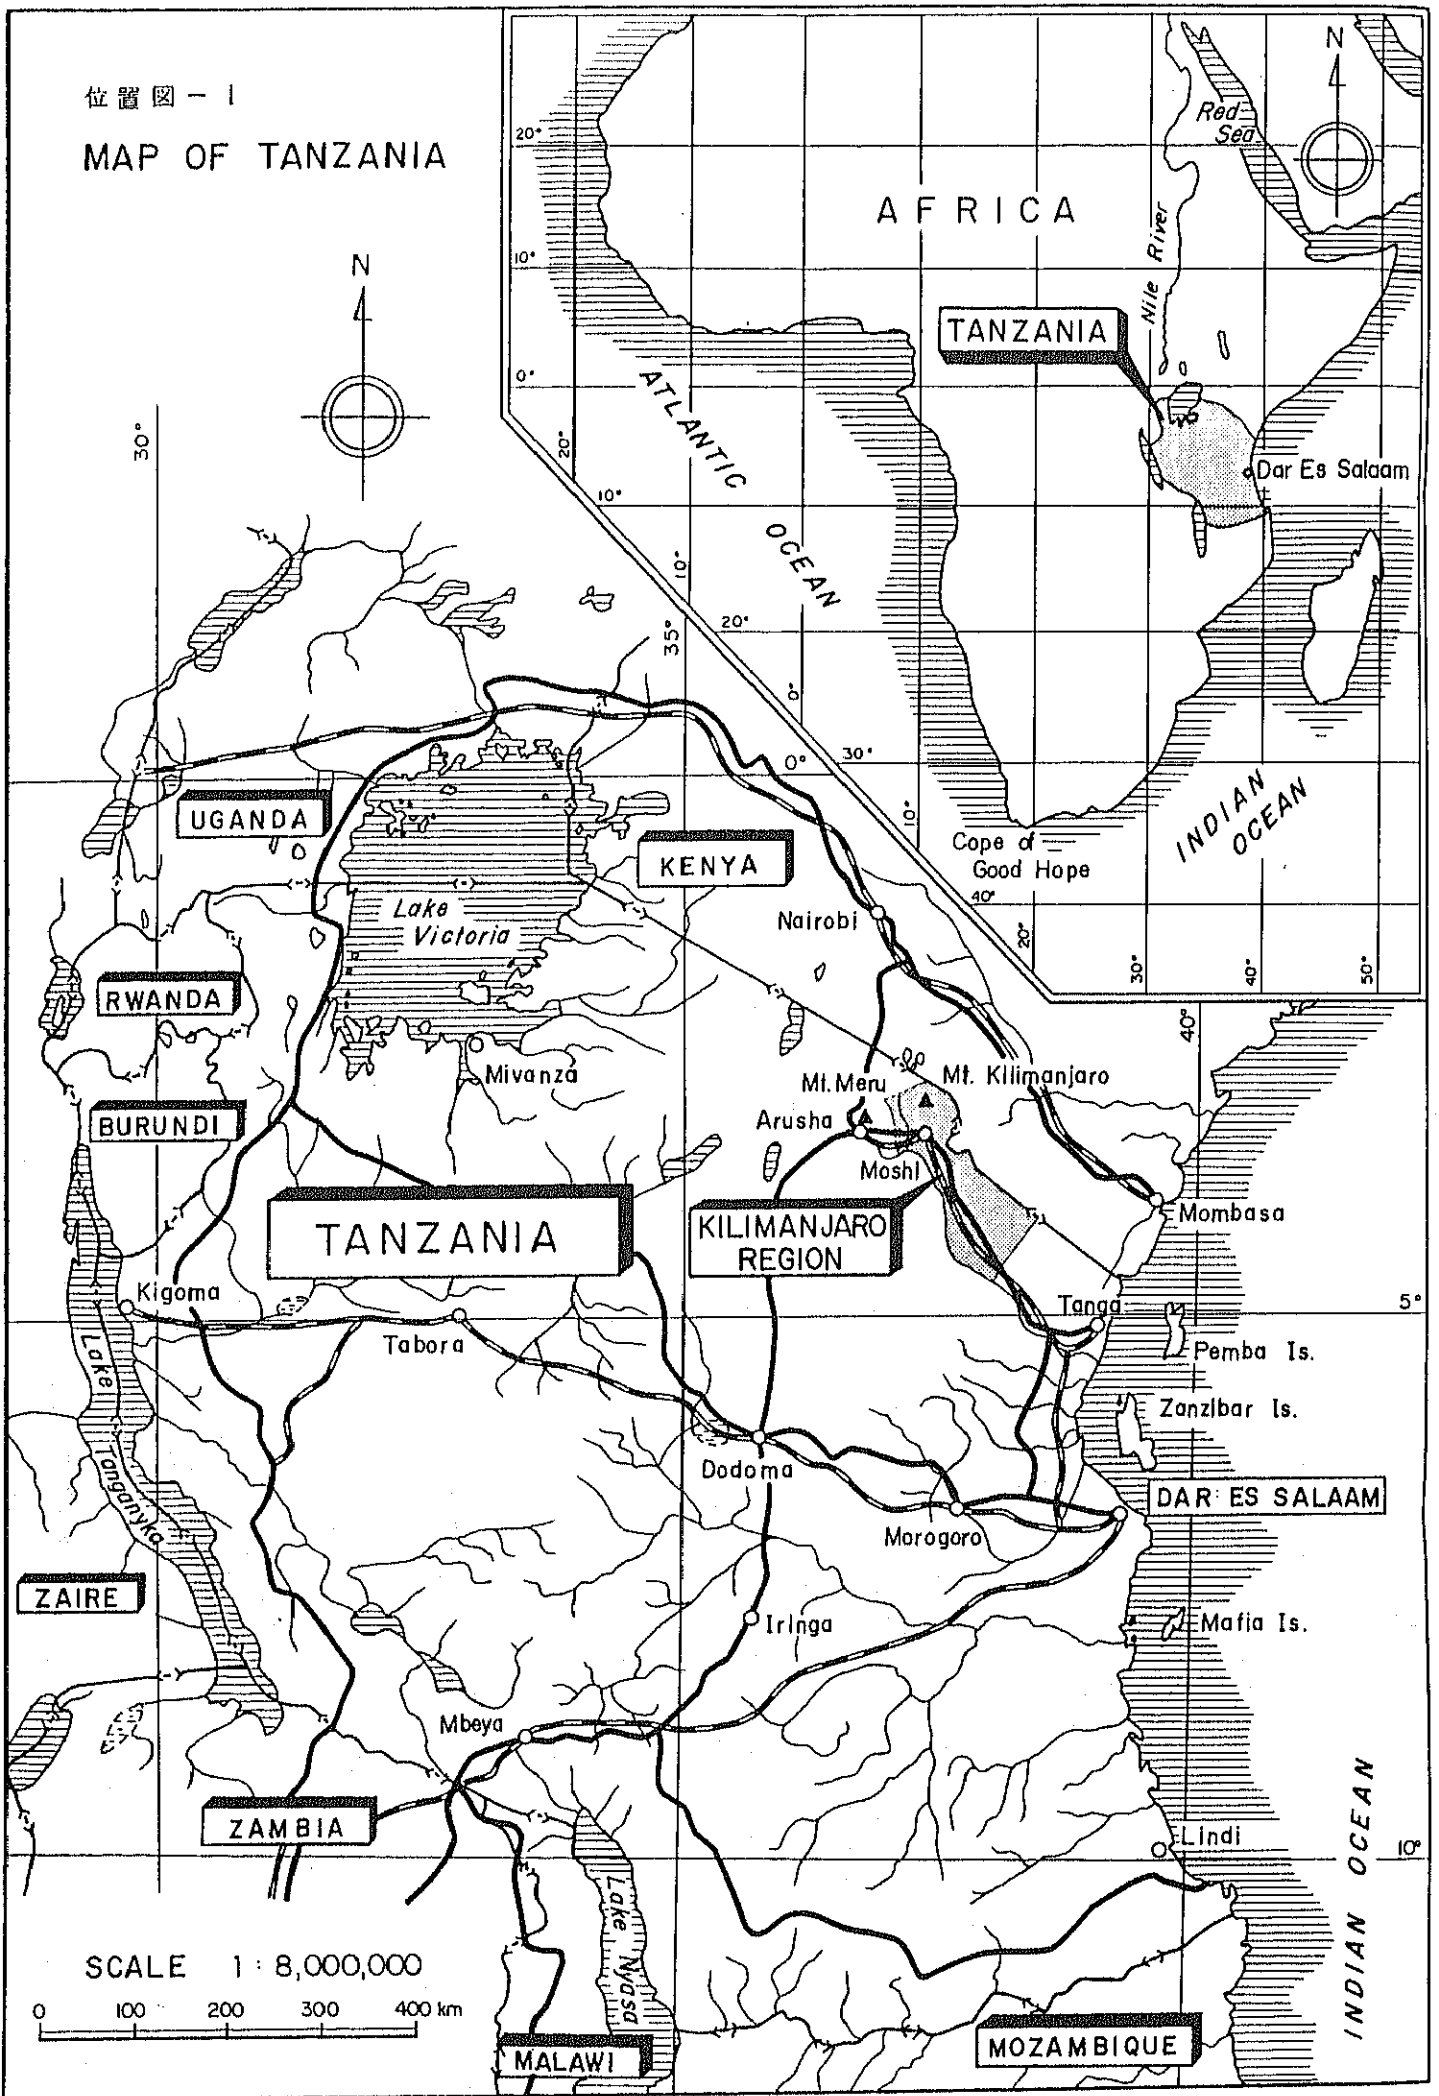 位置図－1
MAP OF TANZANIA
N
N
20°
10°
0°
Red
Sea
AFRICA
Nile River
TANZANIA
Dar Es Salaam
ATLANTIC
OCEAN
20°
10°
10°
20°
0°
30°
10°
40°
20°
30°
40°
50°
Cope of
Good Hope
INDIAN
OCEAN
30°
35°
0°
40°
UGANDA
KENYA
Lake
Victoria
Nairobi
RWANDA
Mivanza
Mt. Meru
Mt. Kilimanjaro
BURUNDI
Arusha
Moshi
TANZANIA
KILIMANJARO
REGION
Mombasa
Kigoma
Tabora
Tanga
5°
Pemba Is.
Lake
Tanganyka
Zanzibar Is.
Dodoma
DAR ES SALAAM
Morogoro
ZAIRE
Iringa
Mafia Is.
Mbeya
ZAMBIA
Lindi
10°
Lake Nyasa
INDIAN OCEAN
SCALE 1 : 8,000,000
0 100 200 300 400 km
MALAWI
MOZAMBIQUE